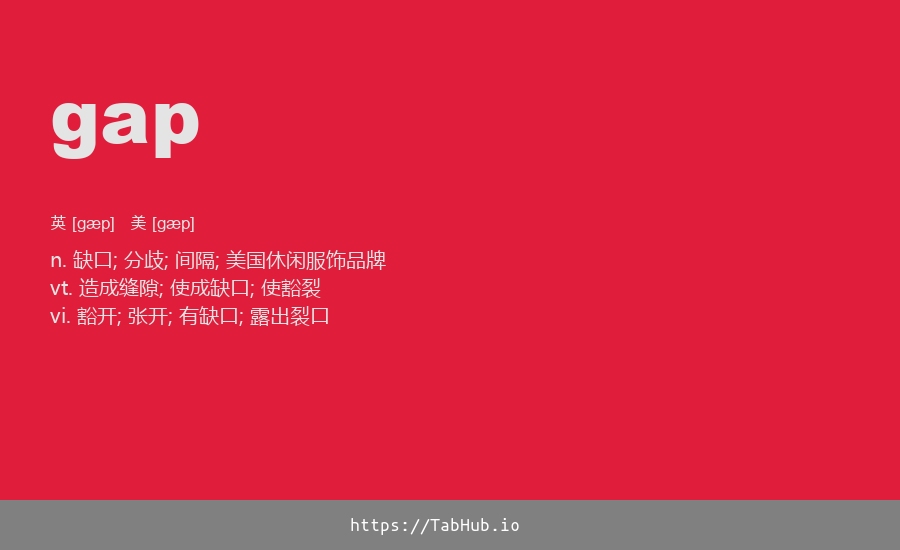 gap
英 [gæp] 美 [gæp]
n. 缺口; 分歧; 间隔; 美国休闲服饰品牌
vt. 造成缝隙; 使成缺口; 使豁裂
vi. 豁开; 张开; 有缺口; 露出裂口
https://TabHub.io